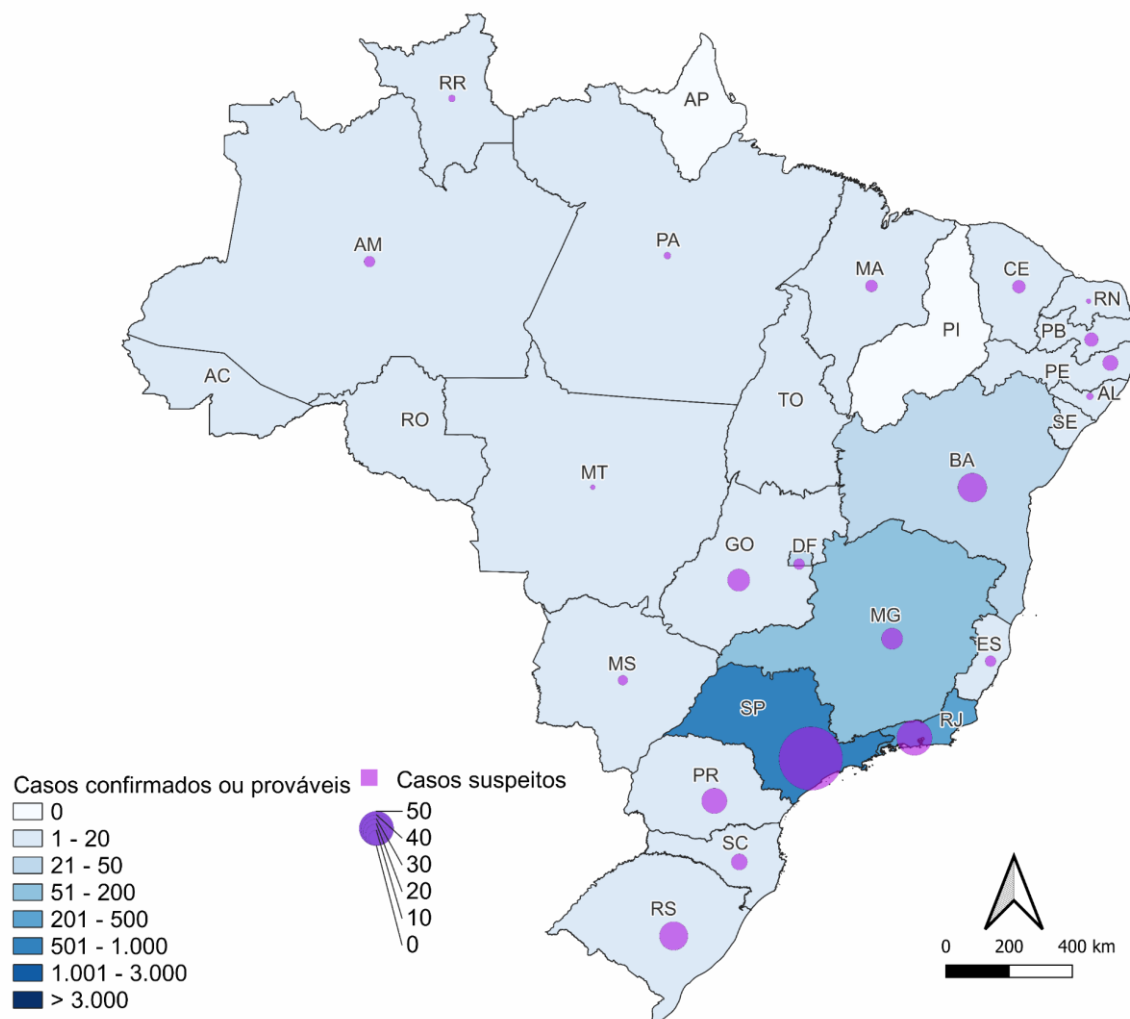 RR
AP
AM
PA
MA
CE
RN
PB
PI
PE
AC
AL
TO
RO
SE
BA
MT
GO
DF
MG
ES
MS
SP
RJ
PR
SC
RS
Casos confirmados ou prováveis
0
1 - 20
21 - 50
51 - 200
201 - 500
501 - 1.000
1.001 - 3.000
> 3.000
Casos suspeitos
50
40
30
20
10
0
0 200 400 km